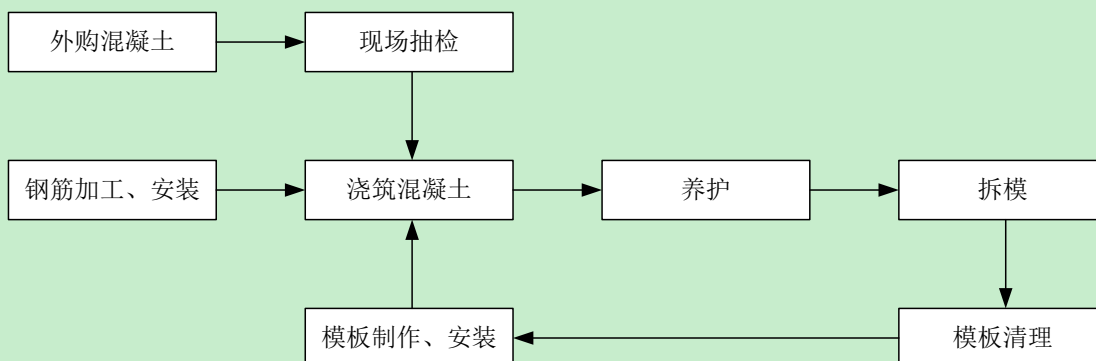 外购混凝土
现场抽检
钢筋加工、安装
浇筑混凝土
养护
拆模
模板制作、安装
模板清理